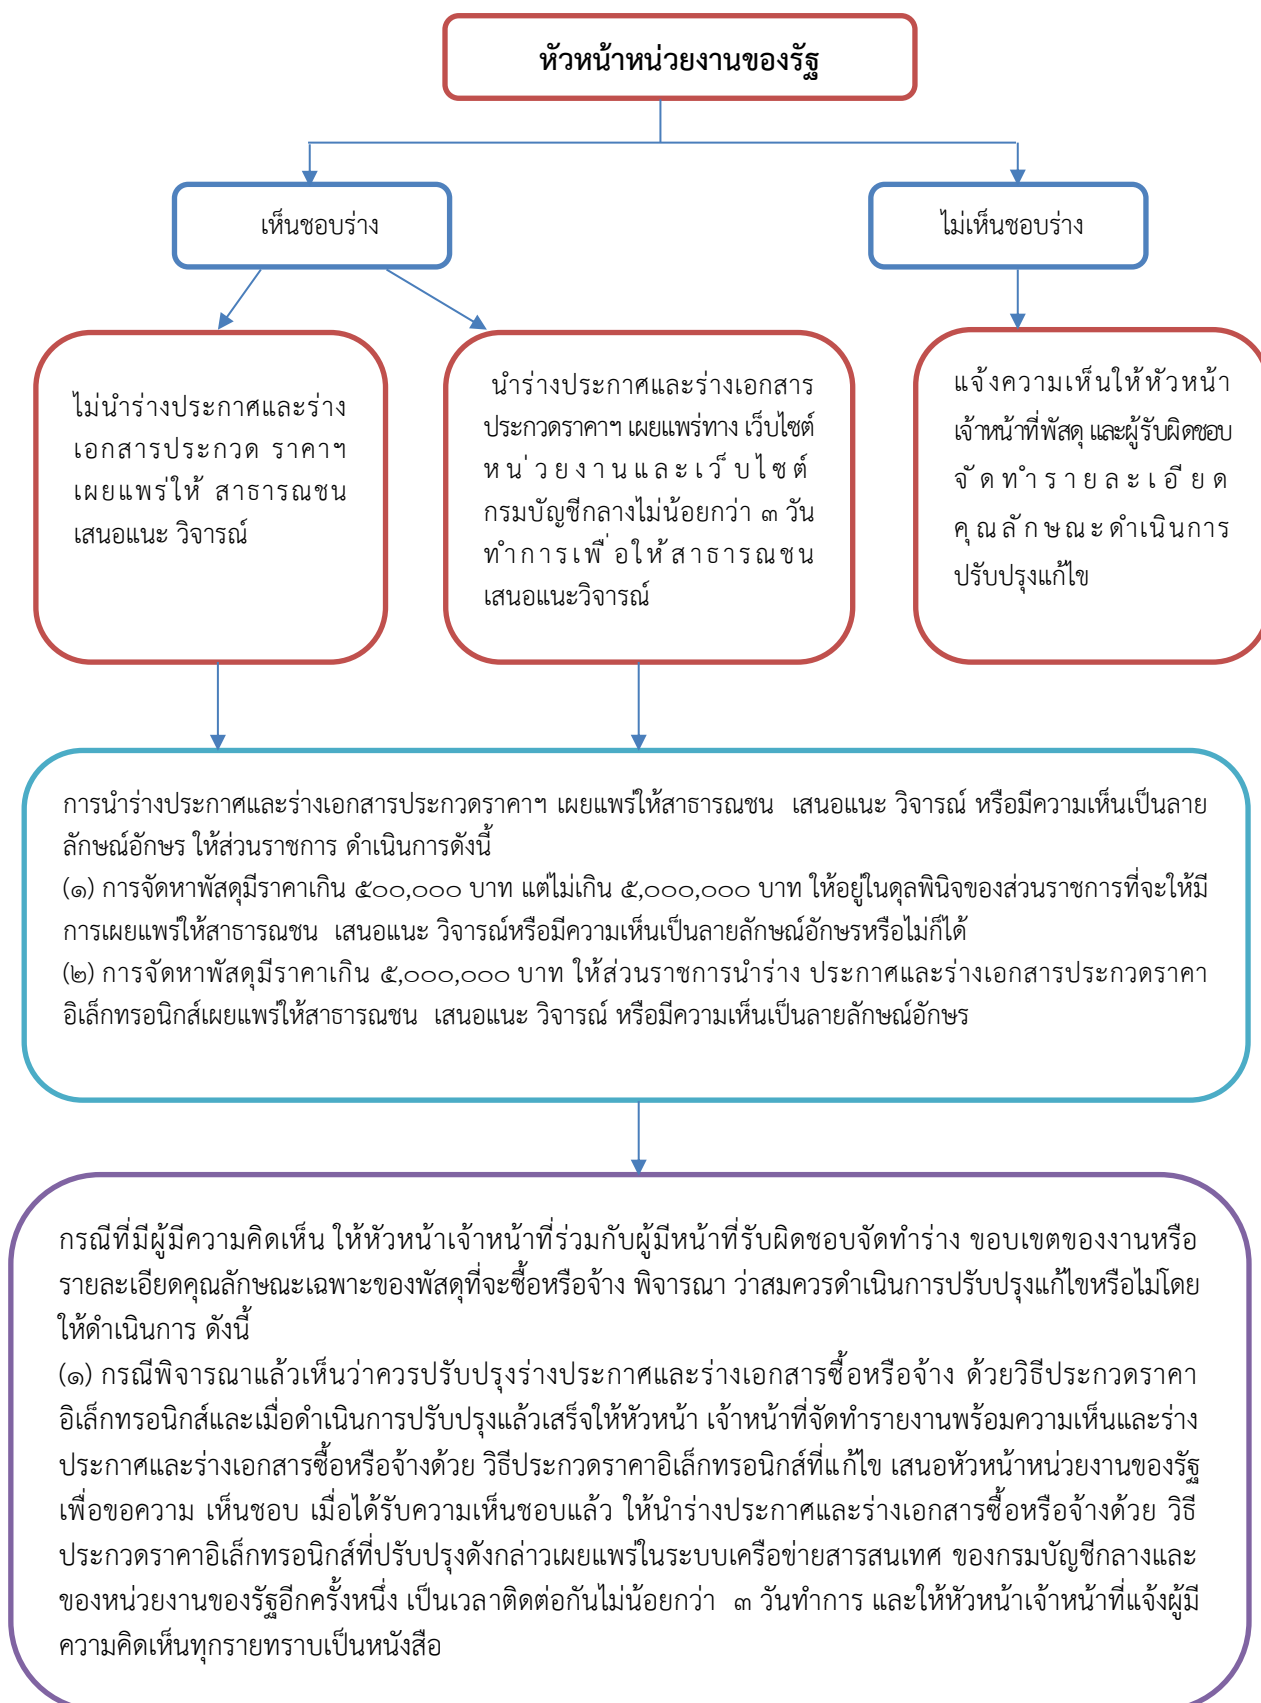 หัวหน้าหน่วยงานของรัฐ
เห็นชอบร่าง
ไม่เห็นชอบร่าง
ไม่นำร่างประกาศและร่าง
เอกสารประกวด ราคาฯ
เผยแพร่ให้ สาธารณชน
เสนอแนะ วิจารณ์
นำร่างประกาศและร่างเอกสาร
ประกวดราคาฯ เผยแพร่ทาง เว็บไซต์
หน่วยงานและเว็บไซต์
กรมบัญชีกลางไม่น้อยกว่า ๓ วัน
ทำการเพื่อให้สาธารณชน
เสนอแนะวิจารณ์
แจ้งความเห็นให้หัวหน้า
เจ้าหน้าที่พัสดุ และผู้รับผิดชอบ
จัดทำรายละเอียด
คุณลักษณะดำเนินการ
ปรับปรุงแก้ไข
การนำร่างประกาศและร่างเอกสารประกวดราคาฯ เผยแพร่ให้สาธารณชน เสนอแนะ วิจารณ์ หรือมีความเห็นเป็นลาย
ลักษณ์อักษร ให้ส่วนราชการ ดำเนินการดังนี้
(๑) การจัดหาพัสดุมีราคาเกิน ๕๐๐,๐๐๐ บาท แต่ไม่เกิน ๕,๐๐๐,๐๐๐ บาท ให้อยู่ในดุลพินิจของส่วนราชการที่จะให้มี
การเผยแพร่ให้สาธารณชน เสนอแนะ วิจารณ์หรือมีความเห็นเป็นลายลักษณ์อักษรหรือไม่ก็ได้
(๒) การจัดหาพัสดุมีราคาเกิน ๕,๐๐๐,๐๐๐ บาท ให้ส่วนราชการนำร่าง ประกาศและร่างเอกสารประกวดราคา
อิเล็กทรอนิกส์เผยแพร่ให้สาธารณชน เสนอแนะ วิจารณ์ หรือมีความเห็นเป็นลายลักษณ์อักษร
กรณีที่มีผู้มีความคิดเห็น ให้หัวหน้าเจ้าหน้าที่ร่วมกับผู้มีหน้าที่รับผิดชอบจัดทำร่าง ขอบเขตของงานหรือ
รายละเอียดคุณลักษณะเฉพาะของพัสดุที่จะซื้อหรือจ้าง พิจารณา ว่าสมควรดำเนินการปรับปรุงแก้ไขหรือไม่โดย
ให้ดำเนินการ ดังนี้
(๑) กรณีพิจารณาแล้วเห็นว่าควรปรับปรุงร่างประกาศและร่างเอกสารซื้อหรือจ้าง ด้วยวิธีประกวดราคา
อิเล็กทรอนิกส์และเมื่อดำเนินการปรับปรุงแล้วเสร็จให้หัวหน้า เจ้าหน้าที่จัดทำรายงานพร้อมความเห็นและร่าง
ประกาศและร่างเอกสารซื้อหรือจ้างด้วย วิธีประกวดราคาอิเล็กทรอนิกส์ที่แก้ไข เสนอหัวหน้าหน่วยงานของรัฐ
เพื่อขอความ เห็นชอบ เมื่อได้รับความเห็นชอบแล้ว ให้นำร่างประกาศและร่างเอกสารซื้อหรือจ้างด้วย วิธี
ประกวดราคาอิเล็กทรอนิกส์ที่ปรับปรุงดังกล่าวเผยแพร่ในระบบเครือข่ายสารสนเทศ ของกรมบัญชีกลางและ
ของหน่วยงานของรัฐอีกครั้งหนึ่ง เป็นเวลาติดต่อกันไม่น้อยกว่า ๓ วันทำการ และให้หัวหน้าเจ้าหน้าที่แจ้งผู้มี
ความคิดเห็นทุกรายทราบเป็นหนังสือ